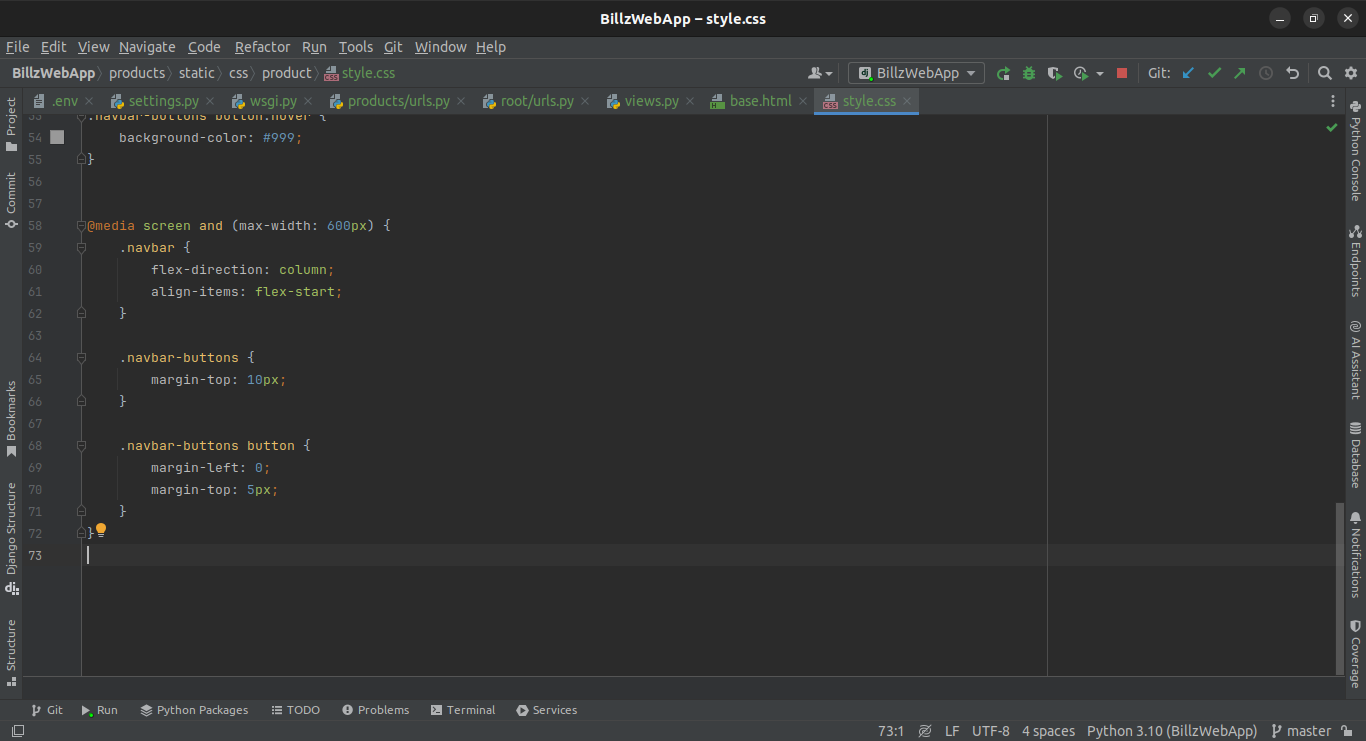 BillzWebApp – style.css
File Edit View Navigate Code Refactor Run Tools Git Window Help
BillzWebApp products static css product style.css BillzWebApp Git:
.env settings.py wsgi.py products/urls.py root/urls.py views.py base.html style.css
53 .navbar-buttons button:hover {
54 background-color: #999;
55 }
56
57
58 @media screen and (max-width: 600px) {
59 .navbar {
60 flex-direction: column;
61 align-items: flex-start;
62 }
63
64 .navbar-buttons {
65 margin-top: 10px;
66 }
67
68 .navbar-buttons button {
69 margin-left: 0;
70 margin-top: 5px;
71 }
72 }
73
Project
Commit
Bookmarks
Django Structure
Structure
Python Console
Endpoints
AI Assistant
Database
Notifications
Coverage
Git Run Python Packages TODO Problems Terminal Services
73:1 LF UTF-8 4 spaces Python 3.10 (BillzWebApp) master